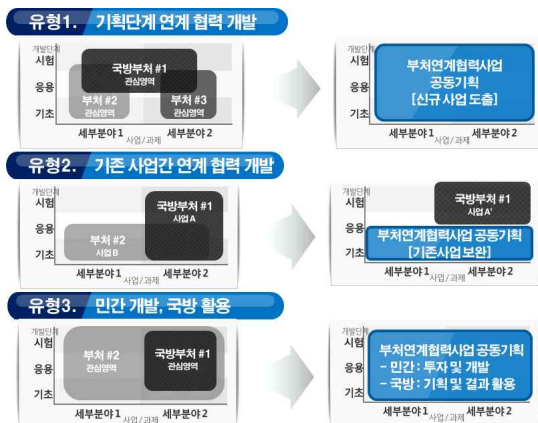 유형1. 기획단계 연계 협력 개발
개발단계
시험
응용
기초
국방부처 #1
관심영역
부처 #2
관심영역
부처 #3
관심영역
세부분야1
세부분야2
사업/과제
개발단계
시험
응용
기초
부처연계협력사업
공동기획
[신규 사업 도출]
세부분야1
세부분야2
사업/과제
유형2. 기존 사업간 연계 협력 개발
개발단계
시험
응용
기초
국방부처 #1
사업 A
부처 #2
사업 B
세부분야1
세부분야2
사업/과제
개발단계
시험
응용
기초
국방부처 #1
사업 A'
부처연계협력사업 공동기획
[기존사업 보완]
세부분야1
세부분야2
사업/과제
유형3. 민간 개발, 국방 활용
개발단계
시험
응용
기초
부처 #2
관심영역
국방부처 #1
관심영역
세부분야1
세부분야2
사업/과제
개발단계
시험
응용
기초
부처연계협력사업 공동기획
- 민간 : 투자 및 개발
- 국방 : 기획 및 결과 활용
세부분야1
세부분야2
사업/과제